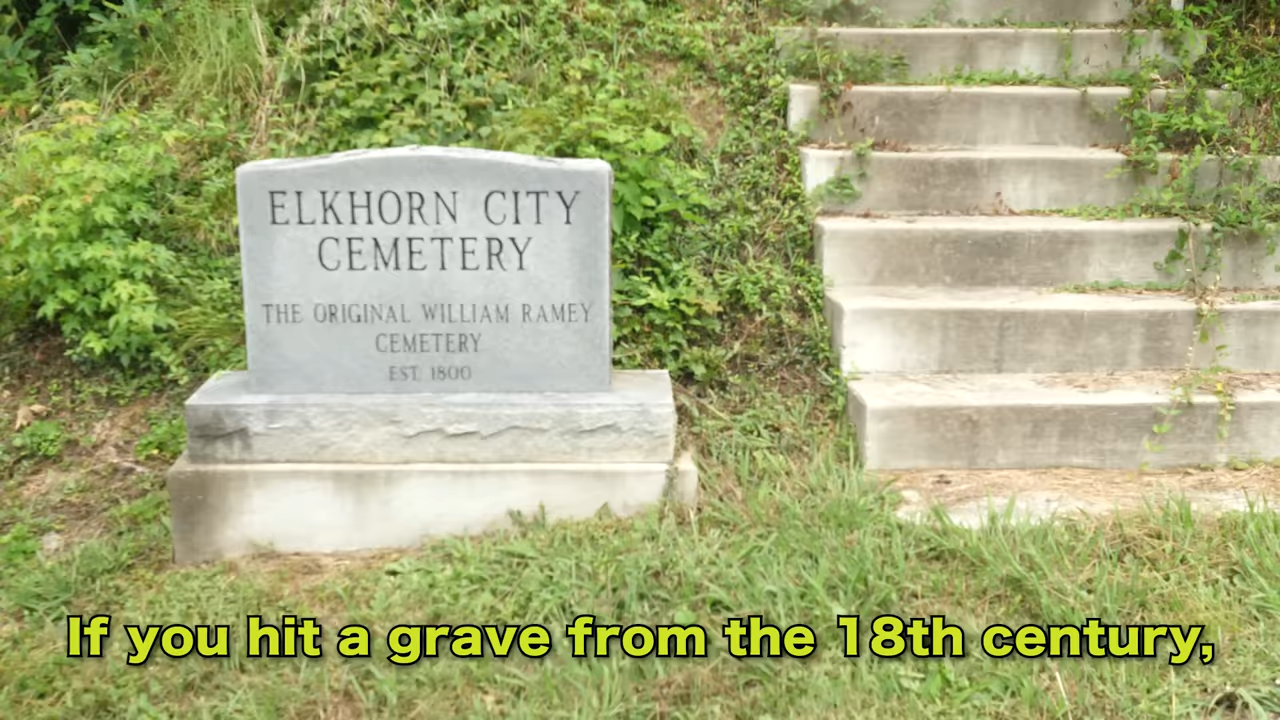 ELKHORN CITY
CEMETERY
THE ORIGINAL WILLIAM RAMEY
CEMETERY
EST. 1800
If you hit a grave from the 18th century,